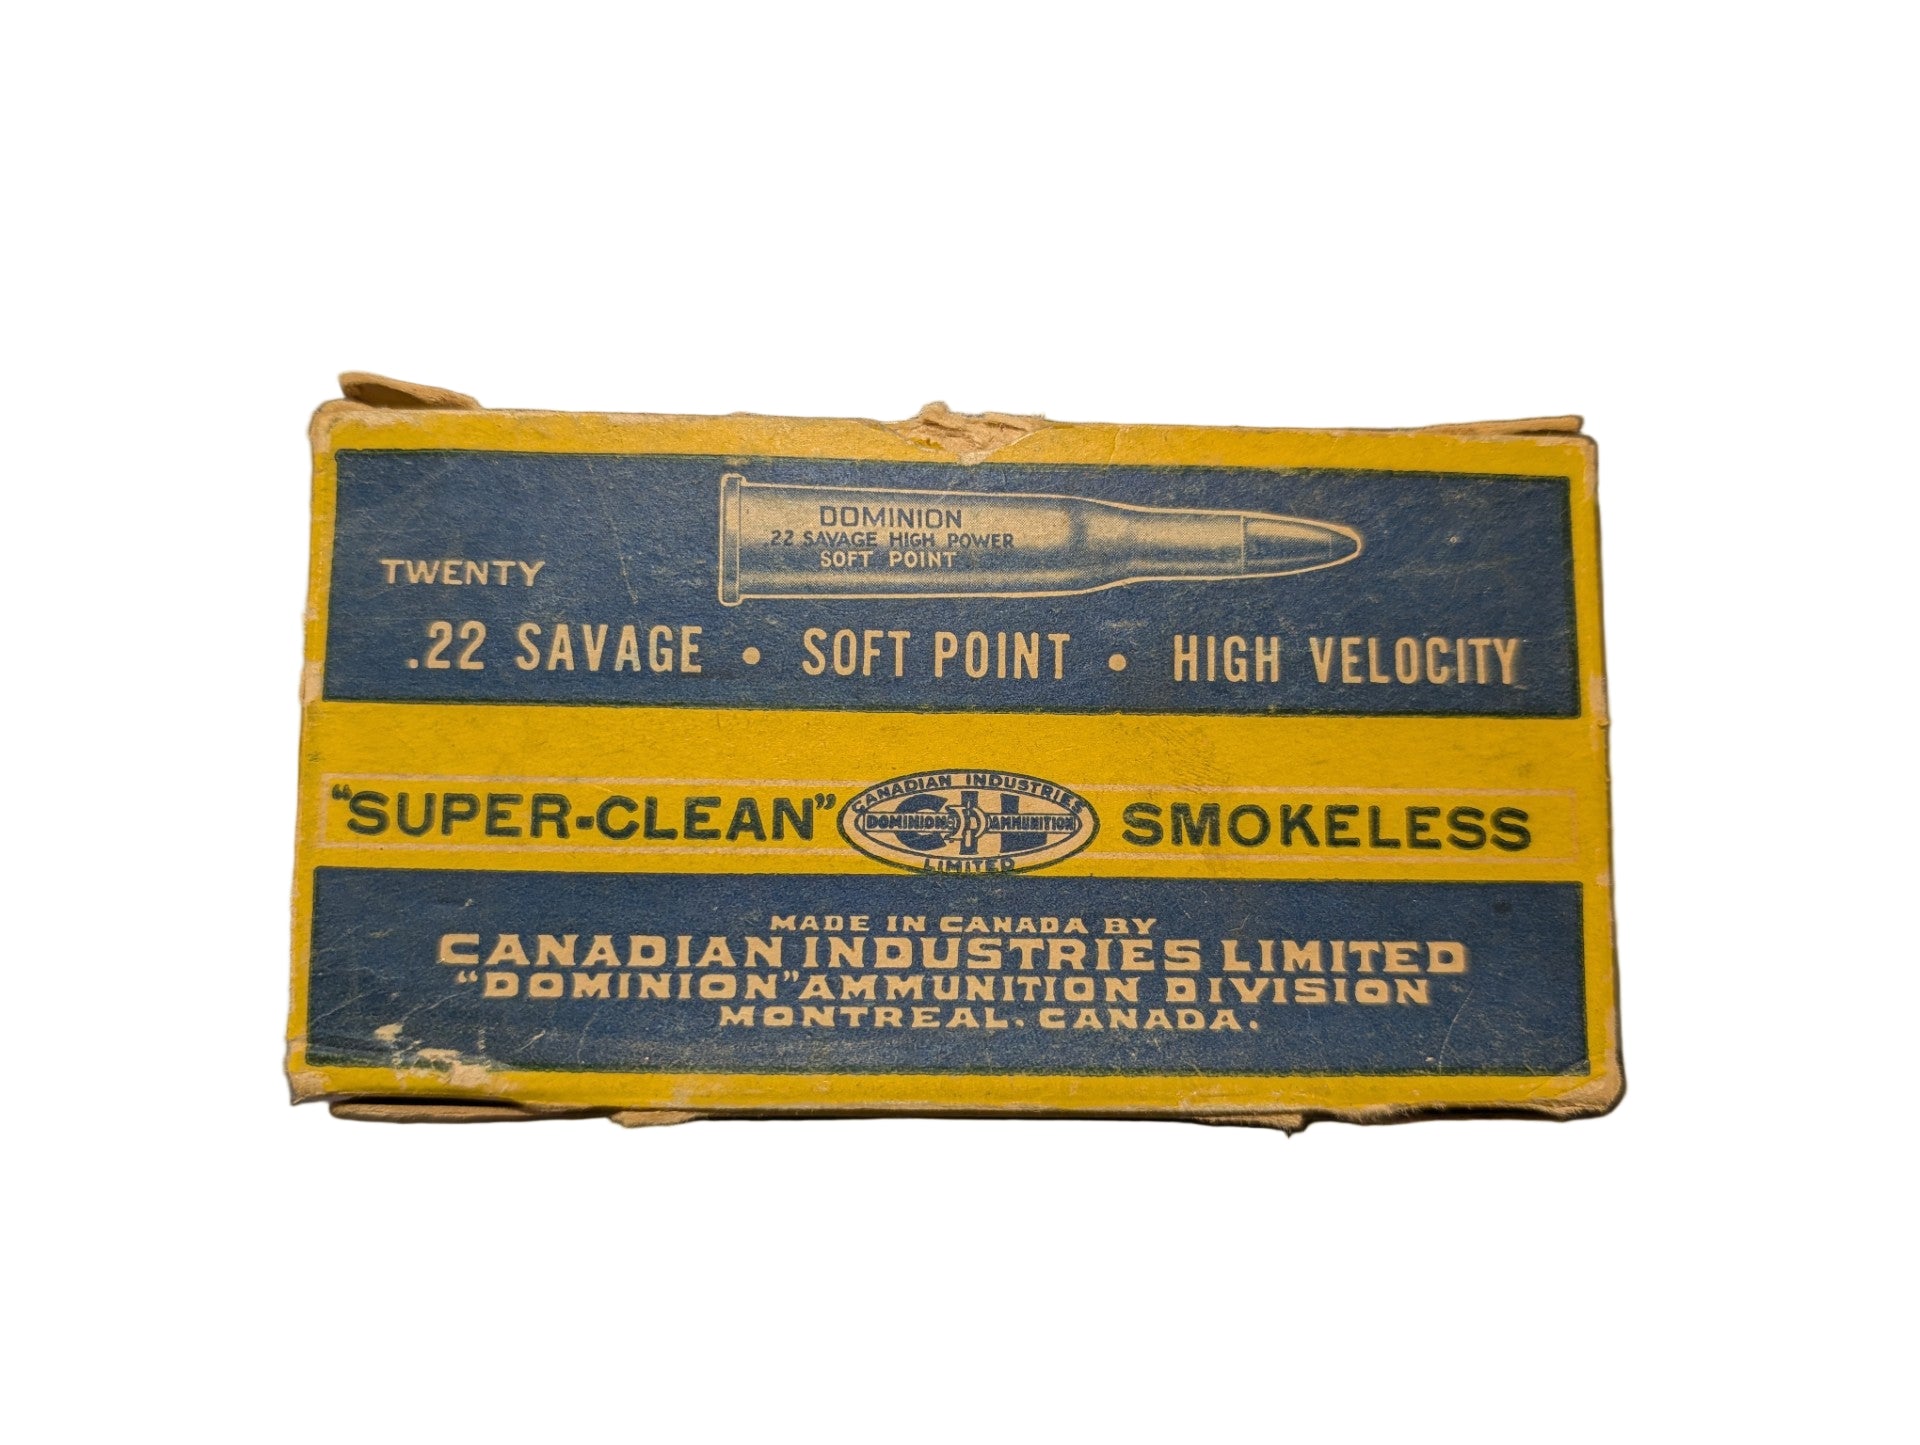 DOMINION
.22 SAVAGE HIGH POWER
SOFT POINT
TWENTY
.22 SAVAGE • SOFT POINT • HIGH VELOCITY
"SUPER-CLEAN" SMOKELESS
CANADIAN INDUSTRIES
CIL
DOMINION AMMUNITION
LIMITED
MADE IN CANADA BY
CANADIAN INDUSTRIES LIMITED
"DOMINION" AMMUNITION DIVISION
MONTREAL. CANADA.